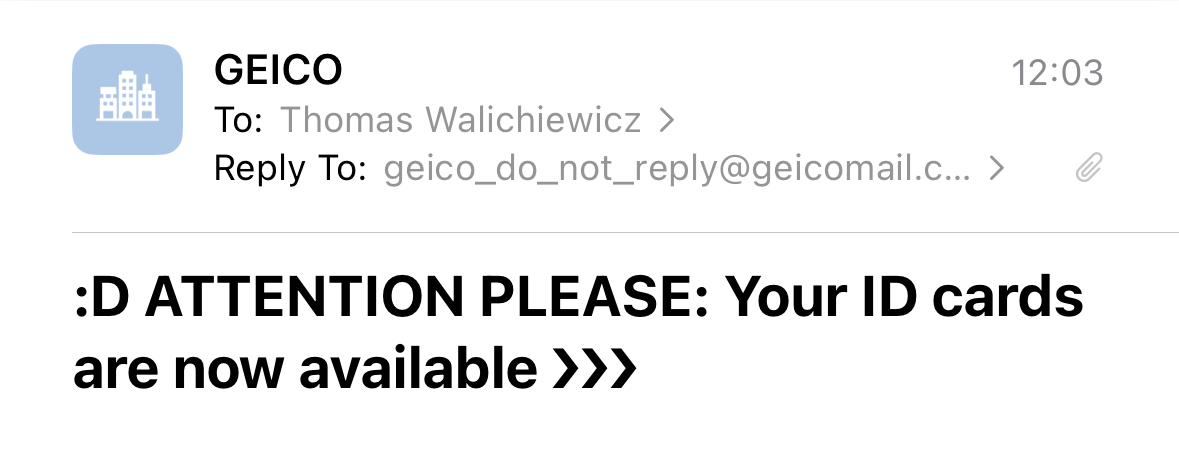 GEICO
12:03
To: Thomas Walichiewicz >
Reply To: geico_do_not_reply@geicomail.c... >
:D ATTENTION PLEASE: Your ID cards
are now available ❯❯❯